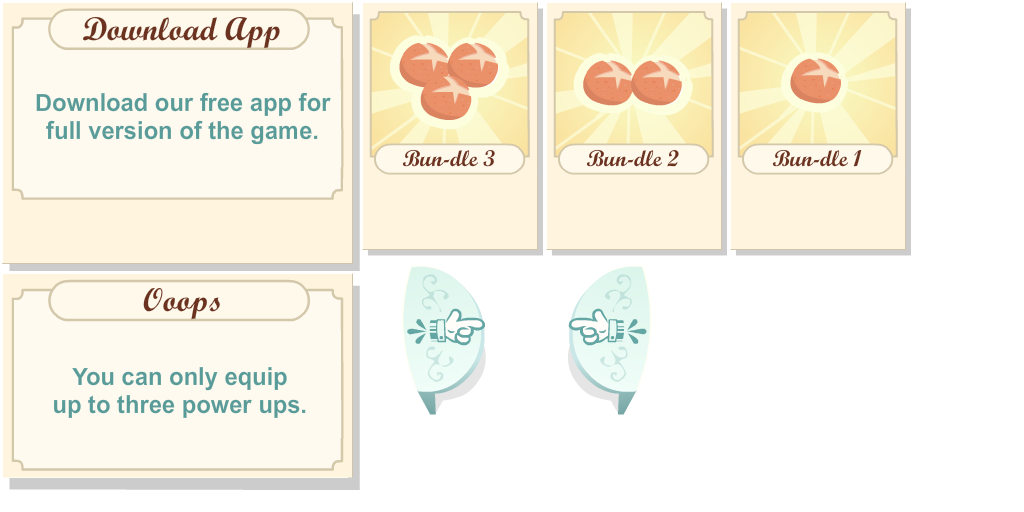 Download App
Download our free app for
full version of the game.
Bun-dle 3
Bun-dle 2
Bun-dle 1
Ooops
You can only equip
up to three power ups.